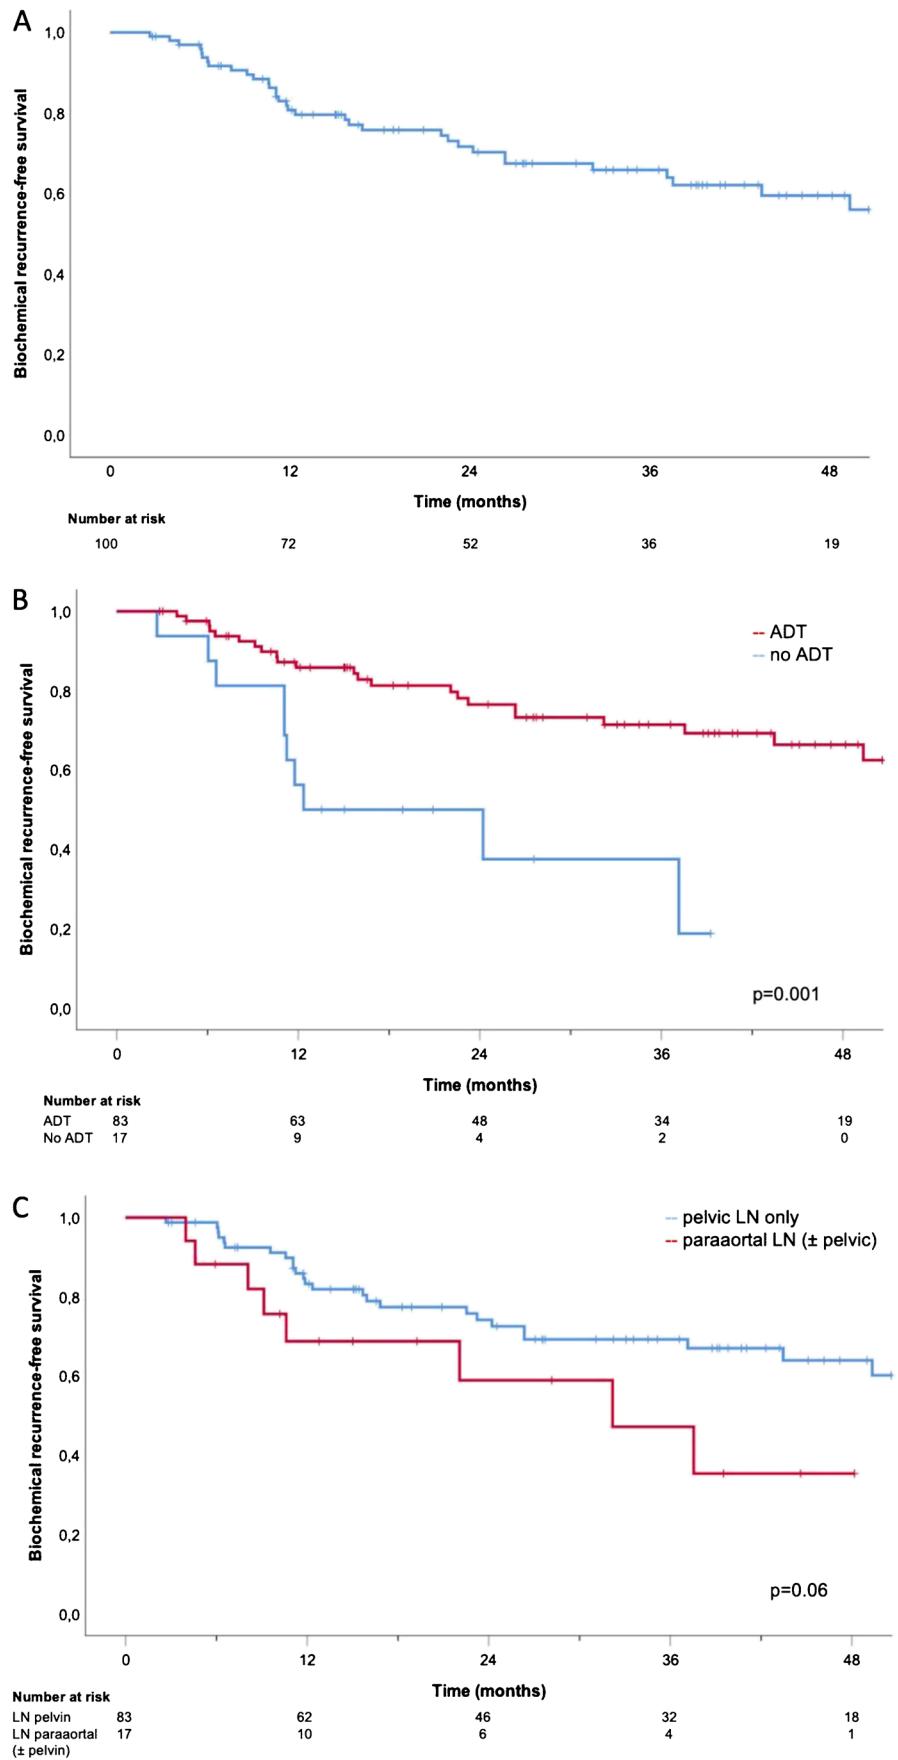 A
Biochemical recurrence-free survival
1,0
0,8
0,6
0,4
0,2
0,0
0 12 24 36 48
Time (months)
Number at risk
100 72 52 36 19
B
Biochemical recurrence-free survival
1,0
0,8
0,6
0,4
0,2
0,0
ADT
no ADT
p=0.001
0 12 24 36 48
Time (months)
Number at risk
ADT 83 63 48 34 19
No ADT 17 9 4 2 0
C
Biochemical recurrence-free survival
1,0
0,8
0,6
0,4
0,2
0,0
pelvic LN only
paraaortal LN (± pelvic)
p=0.06
0 12 24 36 48
Time (months)
Number at risk
LN pelvin 83 62 46 32 18
LN paraaortal 17 10 6 4 1
(± pelvin)